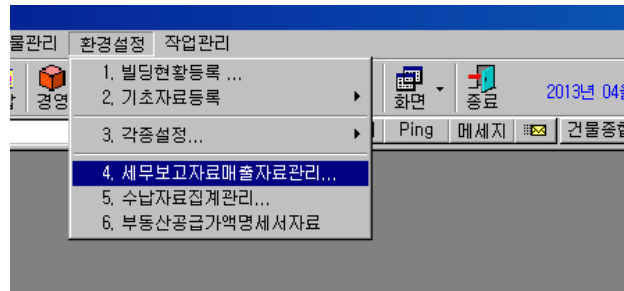 물관리 환경설정 작업관리
1. 빌딩현황등록 ...
2. 기초자료등록
3. 각종설정...
4. 세무보고자료매출자료관리...
5. 수납자료집계관리...
6. 부동산공급가액명세서자료
경영
화면
종료
2013년 04
Ping
메세지
건물종합